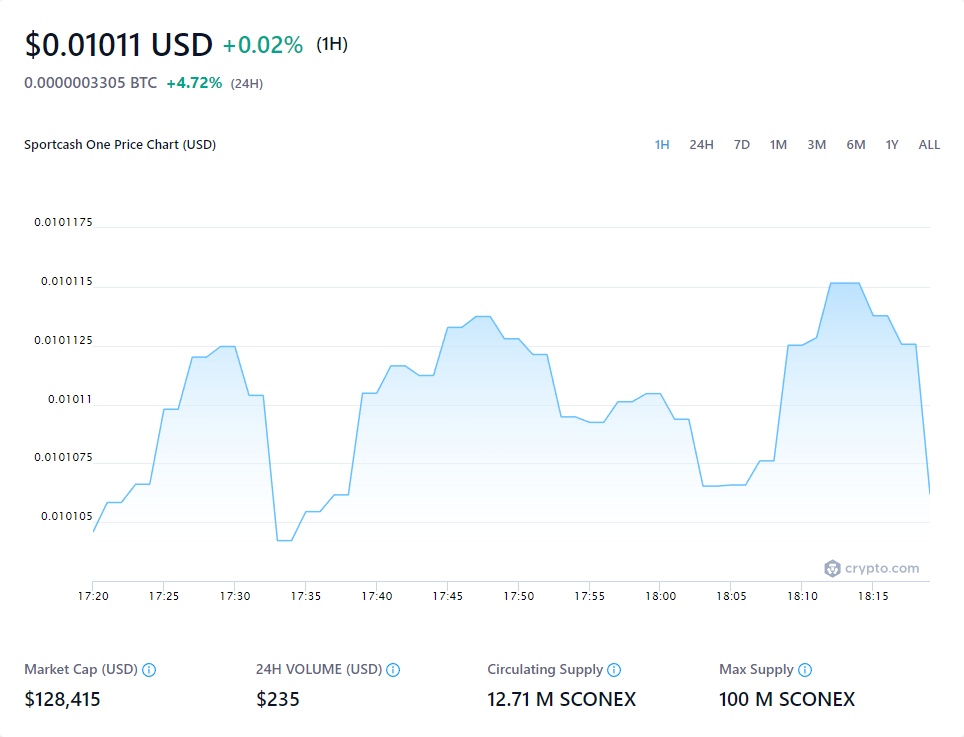 $0.01011 USD +0.02% (1H)
0.0000003305 BTC +4.72% (24H)
Sportcash One Price Chart (USD)
1H 24H 7D 1M 3M 6M 1Y ALL
0.0101175
0.010115
0.0101125
0.01011
0.0101075
0.010105
crypto.com
17:20 17:25 17:30 17:35 17:40 17:45 17:50 17:55 18:00 18:05 18:10 18:15
Market Cap (USD) 24H VOLUME (USD) Circulating Supply Max Supply
$128,415 $235 12.71 M SCONEX 100 M SCONEX